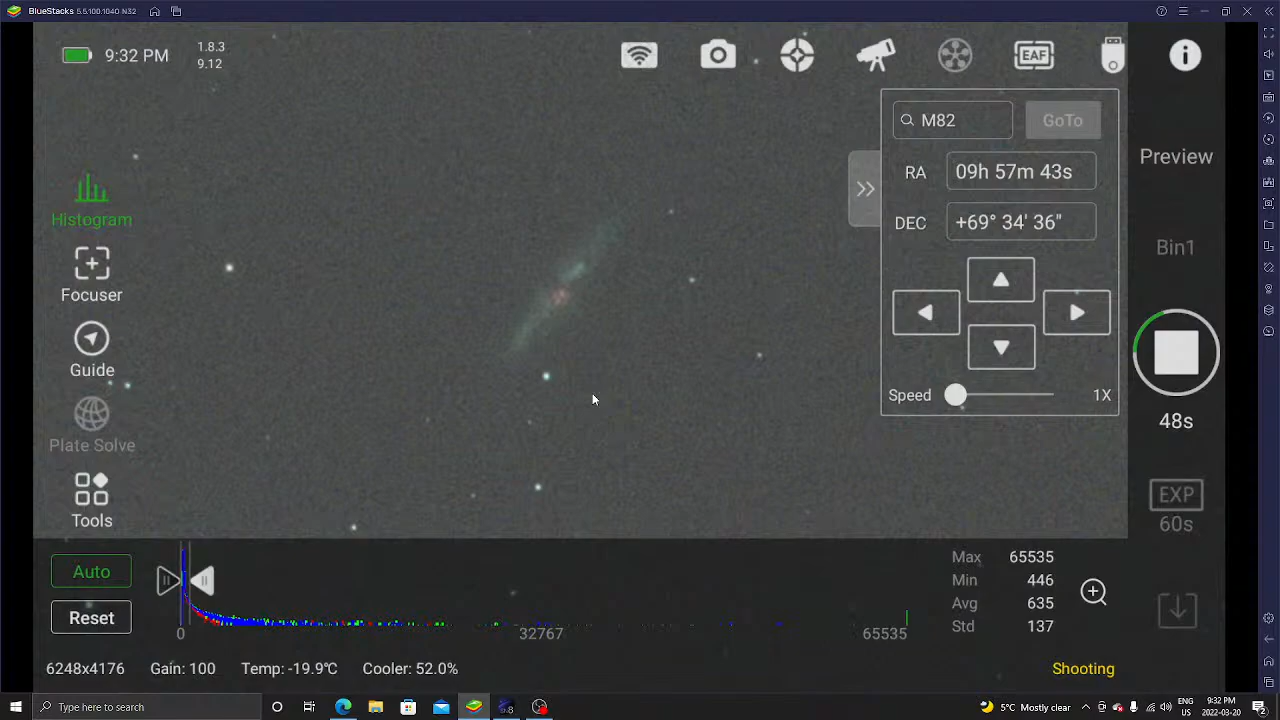 BlueStacks 5.5.100.1040 N32
9:32 PM
1.8.3
9.12
EAF
M82
GoTo
RA
09h 57m 43s
DEC
+69° 34' 36"
Speed
1X
Histogram
Focuser
Guide
Plate Solve
Tools
Preview
Bin1
48s
EXP
60s
Auto
Reset
0
32767
65535
Max 65535
Min 446
Avg 635
Std 137
6248x4176 Gain: 100 Temp: -19.9℃ Cooler: 52.0% Shooting
Type here to search
5°C Mostly clear
ENG
US
9:32 PM
2022-03-20